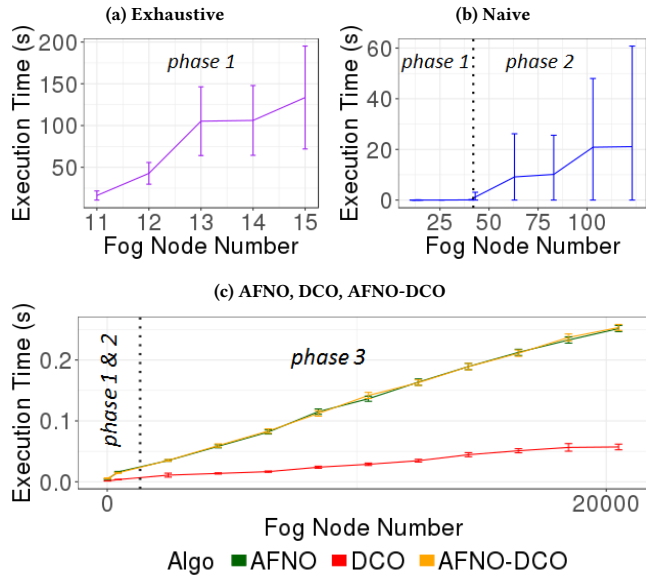 (a) Exhaustive
Execution Time (s)
200
150
100
50
phase 1
11 12 13 14 15
Fog Node Number
(b) Naive
Execution Time (s)
60
40
20
0
phase 1 phase 2
25 50 75 100
Fog Node Number
(c) AFNO, DCO, AFNO-DCO
Execution Time (s)
0.2
0.1
0.0
phase 1 & 2
phase 3
0 20000
Fog Node Number
Algo AFNO DCO AFNO-DCO